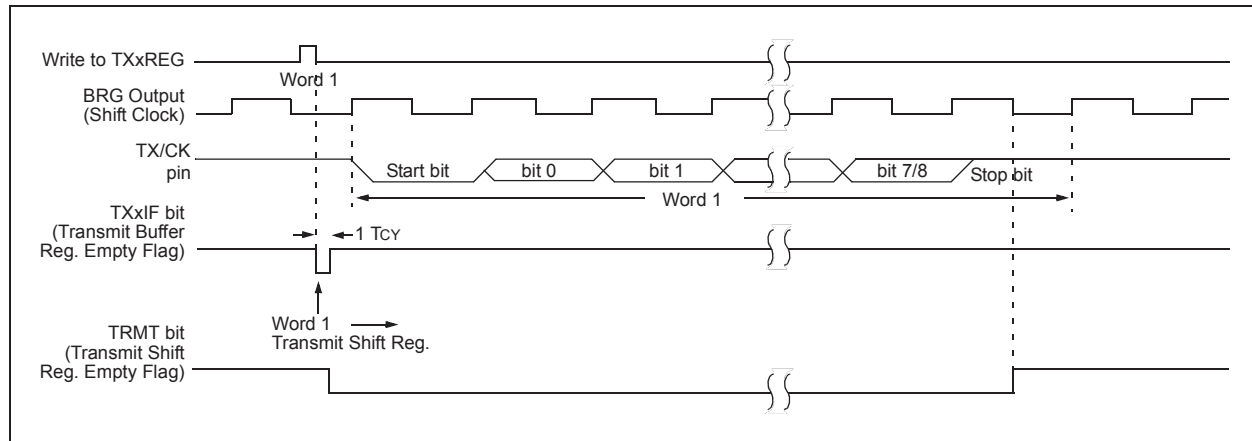 Write to TXxREG
Word 1
BRG Output
(Shift Clock)
TX/CK
pin
Start bit
bit 0
bit 1
bit 7/8
Stop bit
Word 1
TXxIF bit
(Transmit Buffer
Reg. Empty Flag)
1 TCY
Word 1
Transmit Shift Reg.
TRMT bit
(Transmit Shift
Reg. Empty Flag)